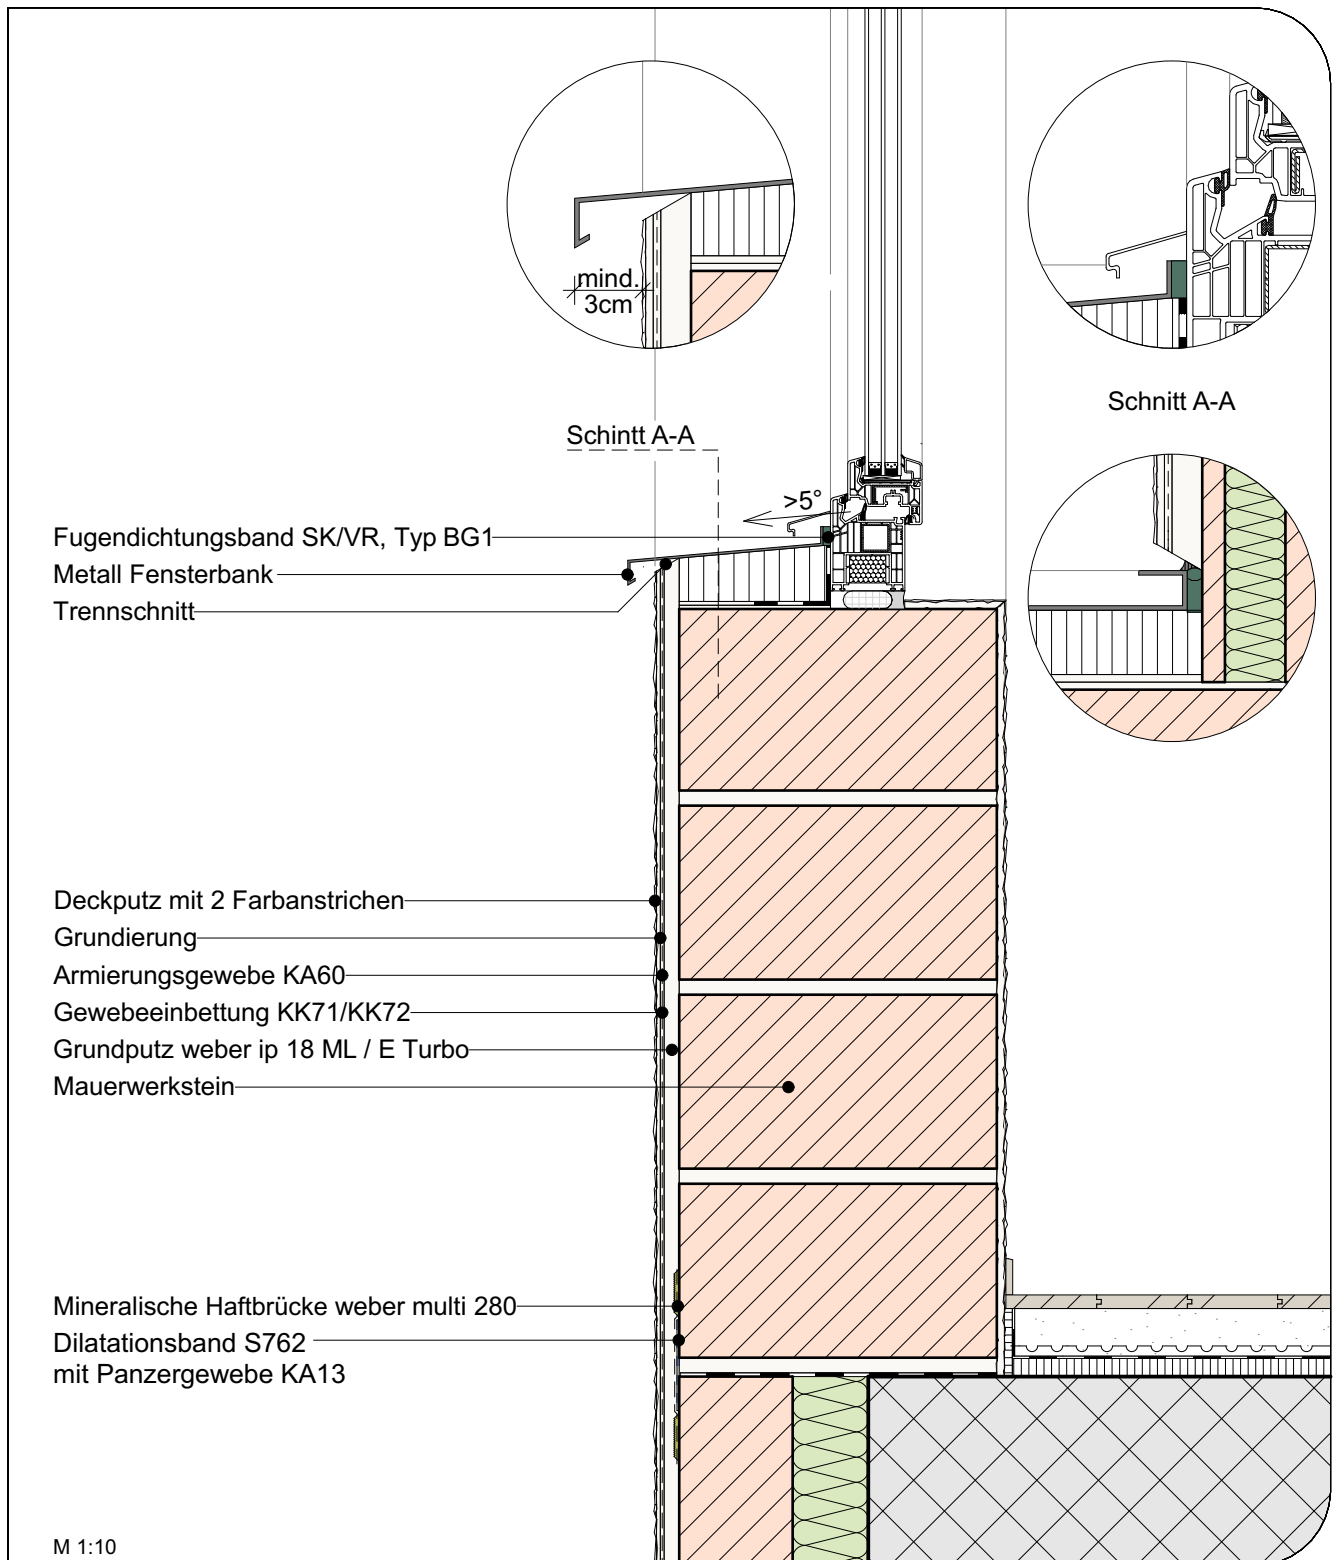 mind.
3cm
Schnitt A-A
Schintt A-A
>5°
Fugendichtungsband SK/VR, Typ BG1
Metall Fensterbank
Trennschnitt
Deckputz mit 2 Farbanstrichen
Grundierung
Armierungsgewebe KA60
Gewebeeinbettung KK71/KK72
Grundputz weber ip 18 ML / E Turbo
Mauerwerkstein
Mineralische Haftbrücke weber multi 280
Dilatationsband S762
mit Panzergewebe KA13
M 1:10